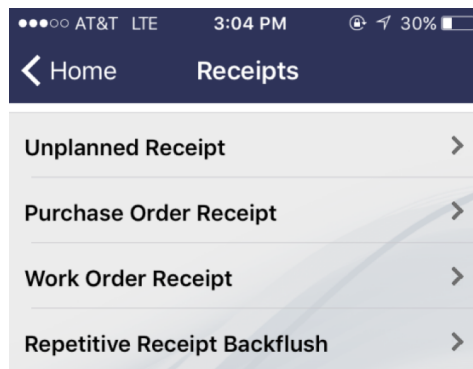 AT&T LTE 3:04 PM 30%
Home Receipts
Unplanned Receipt
Purchase Order Receipt
Work Order Receipt
Repetitive Receipt Backflush